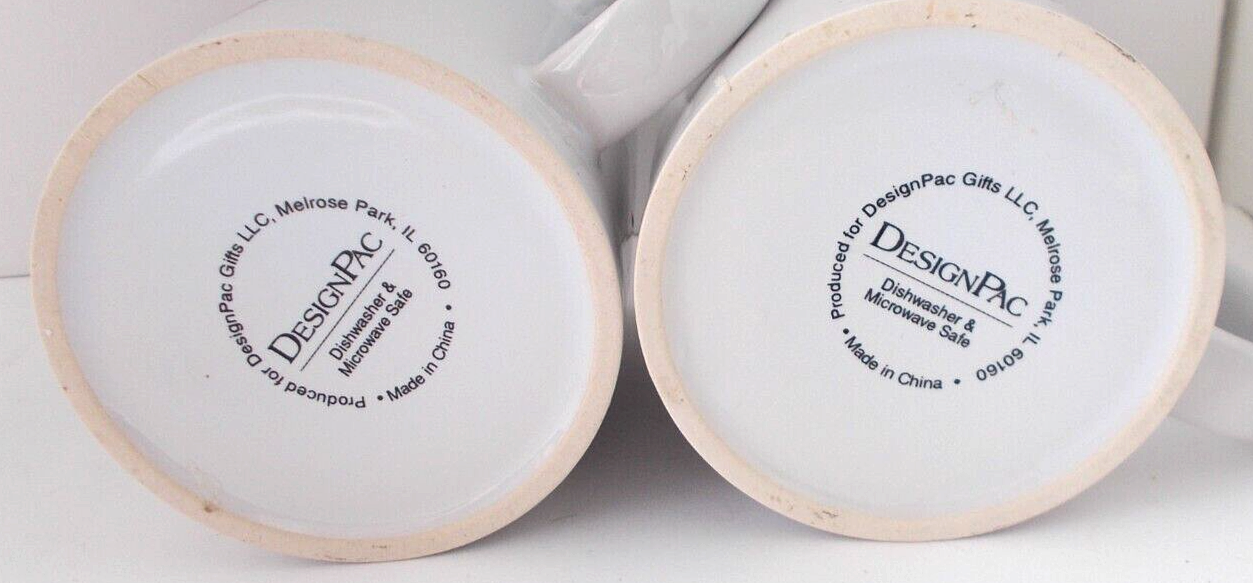 Produced for DesignPac Gifts LLC, Melrose Park, IL 60160
DESIGNPAC
Dishwasher &
Microwave Safe
• Made in China •
Produced for DesignPac Gifts LLC, Melrose Park, IL 60160
DESIGNPAC
Dishwasher &
Microwave Safe
• Made in China •